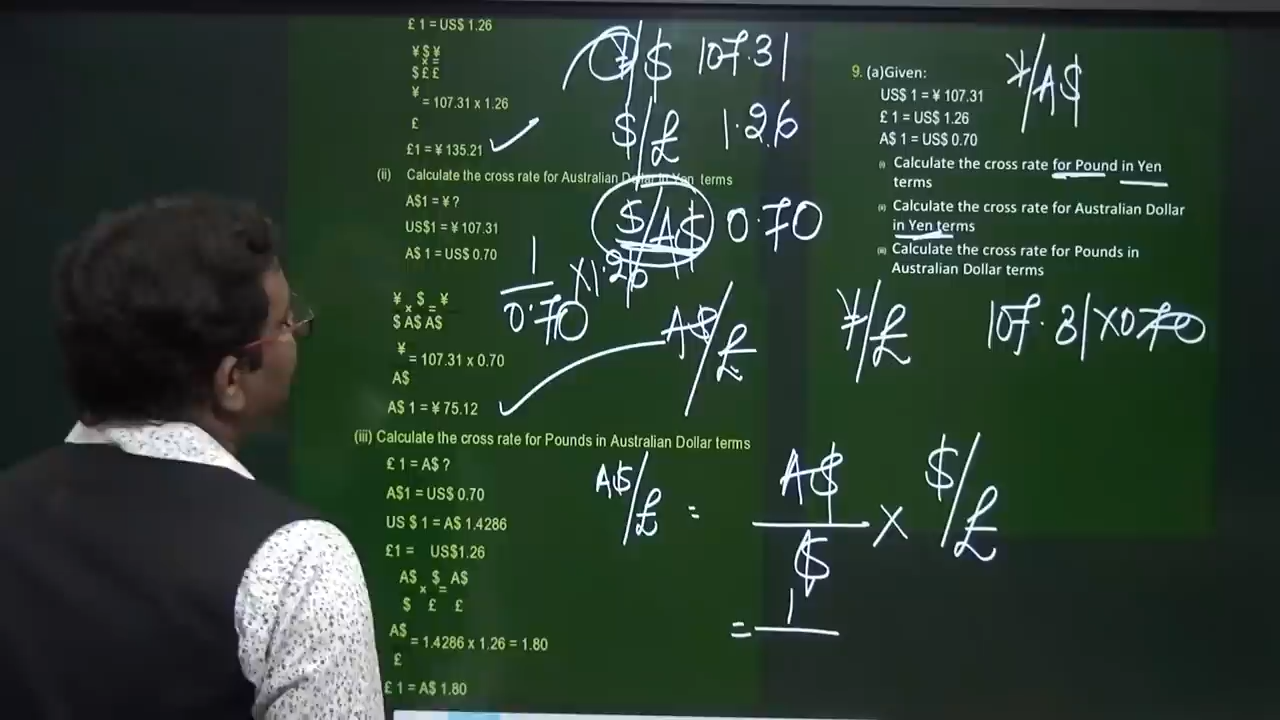 £ 1 = US$ 1.26
¥ $ ¥
x =
$ £ £
¥
= 107.31 x 1.26
£
£1 = ¥ 135.21
(ii) Calculate the cross rate for Australian Dollar in Yen terms
A$1 = ¥ ?
US$1 = ¥ 107.31
A$ 1 = US$ 0.70
¥ $ ¥
x =
$ A$ A$
¥
= 107.31 x 0.70
A$
A$ 1 = ¥ 75.12
(iii) Calculate the cross rate for Pounds in Australian Dollar terms
£ 1 = A$ ?
A$1 = US$ 0.70
US $ 1 = A$ 1.4286
£1 = US$1.26
A$ $ A$
x =
$ £ £
A$
= 1.4286 x 1.26 = 1.80
£
£ 1 = A$ 1.80
¥/$ 107.31
$/£ 1.26
$/A$ 0.70
1
0.70
x1.26
A$/£
9. (a)Given:
US$ 1 = ¥ 107.31
£ 1 = US$ 1.26
A$ 1 = US$ 0.70
(i) Calculate the cross rate for Pound in Yen
terms
(ii) Calculate the cross rate for Australian Dollar
in Yen terms
(iii) Calculate the cross rate for Pounds in
Australian Dollar terms
¥/A$
¥/£ 107.31 x 0.70
A$/£ = A$/$ x $/£
= 1